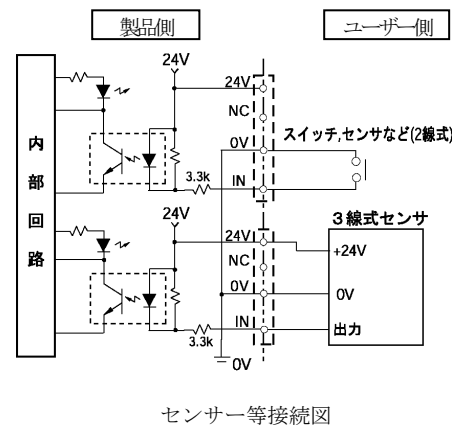 製品側
ユーザー側
内部回路
24V
24V
NC
0V
IN
3.3k
スイッチ,センサなど(2線式)
24V
24V
NC
0V
IN
3.3k
0V
3線式センサ
+24V
0V
出力
センサー等接続図